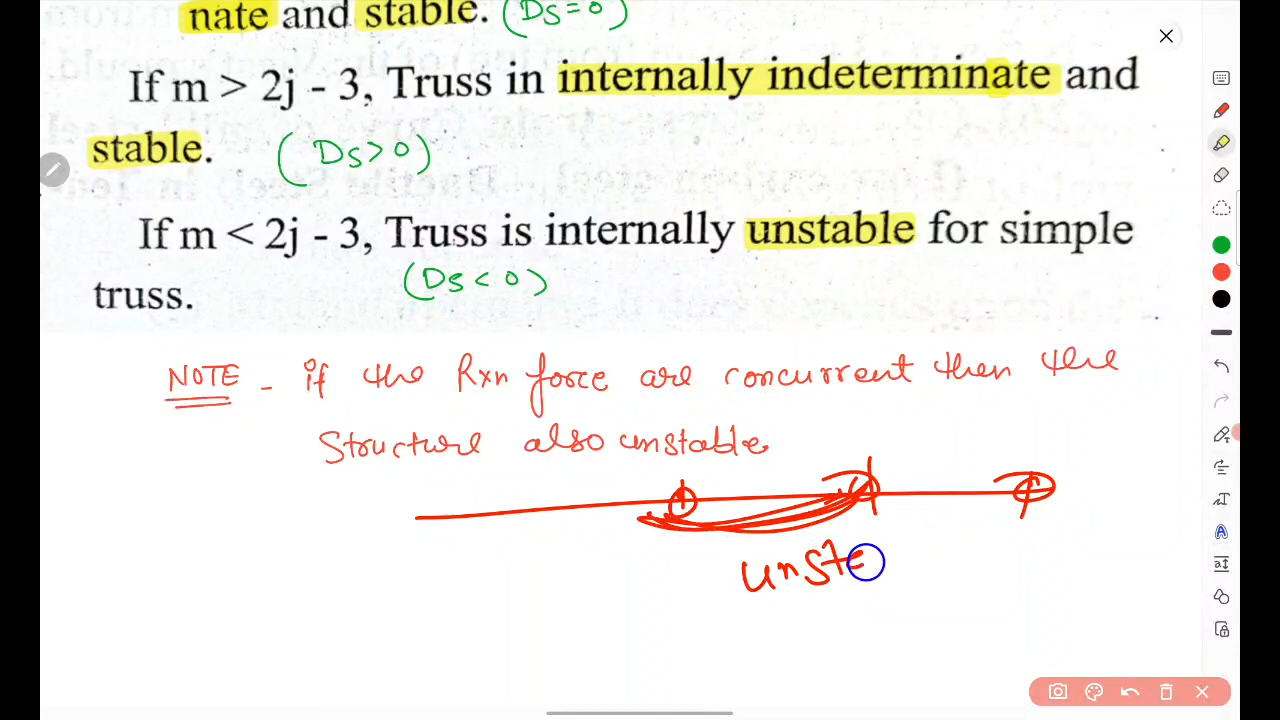 nate and stable. (Ds=0)
If m > 2j - 3, Truss in internally indeterminate and
stable. (Ds>0)
If m < 2j - 3, Truss is internally unstable for simple
truss. (Ds<0)
NOTE - if the Rxn force are concurrent then the
Structure also unstable.
unste